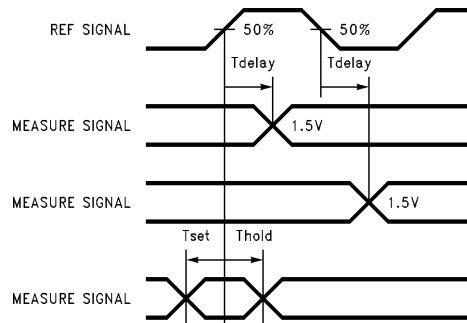 REF SIGNAL 50% 50%
Tdelay Tdelay
MEASURE SIGNAL 1.5V
MEASURE SIGNAL 1.5V
Tset Thold
MEASURE SIGNAL